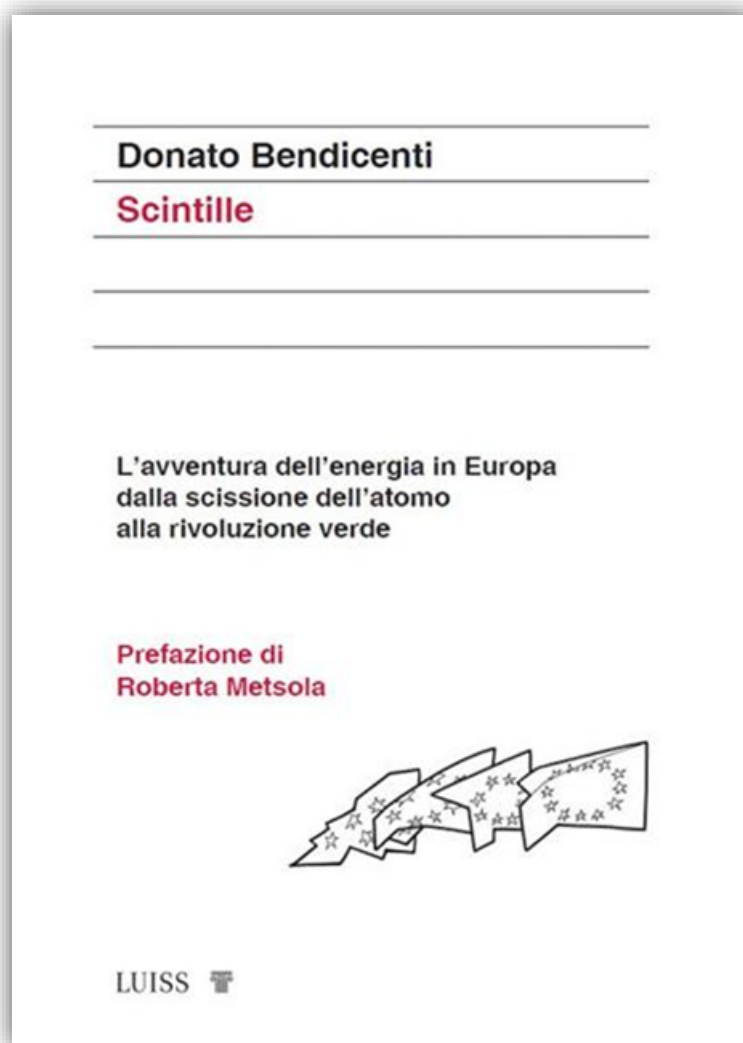 Donato Bendicenti
Scintille
L'avventura dell'energia in Europa
dalla scissione dell'atomo
alla rivoluzione verde
Prefazione di
Roberta Metsola
LUISS